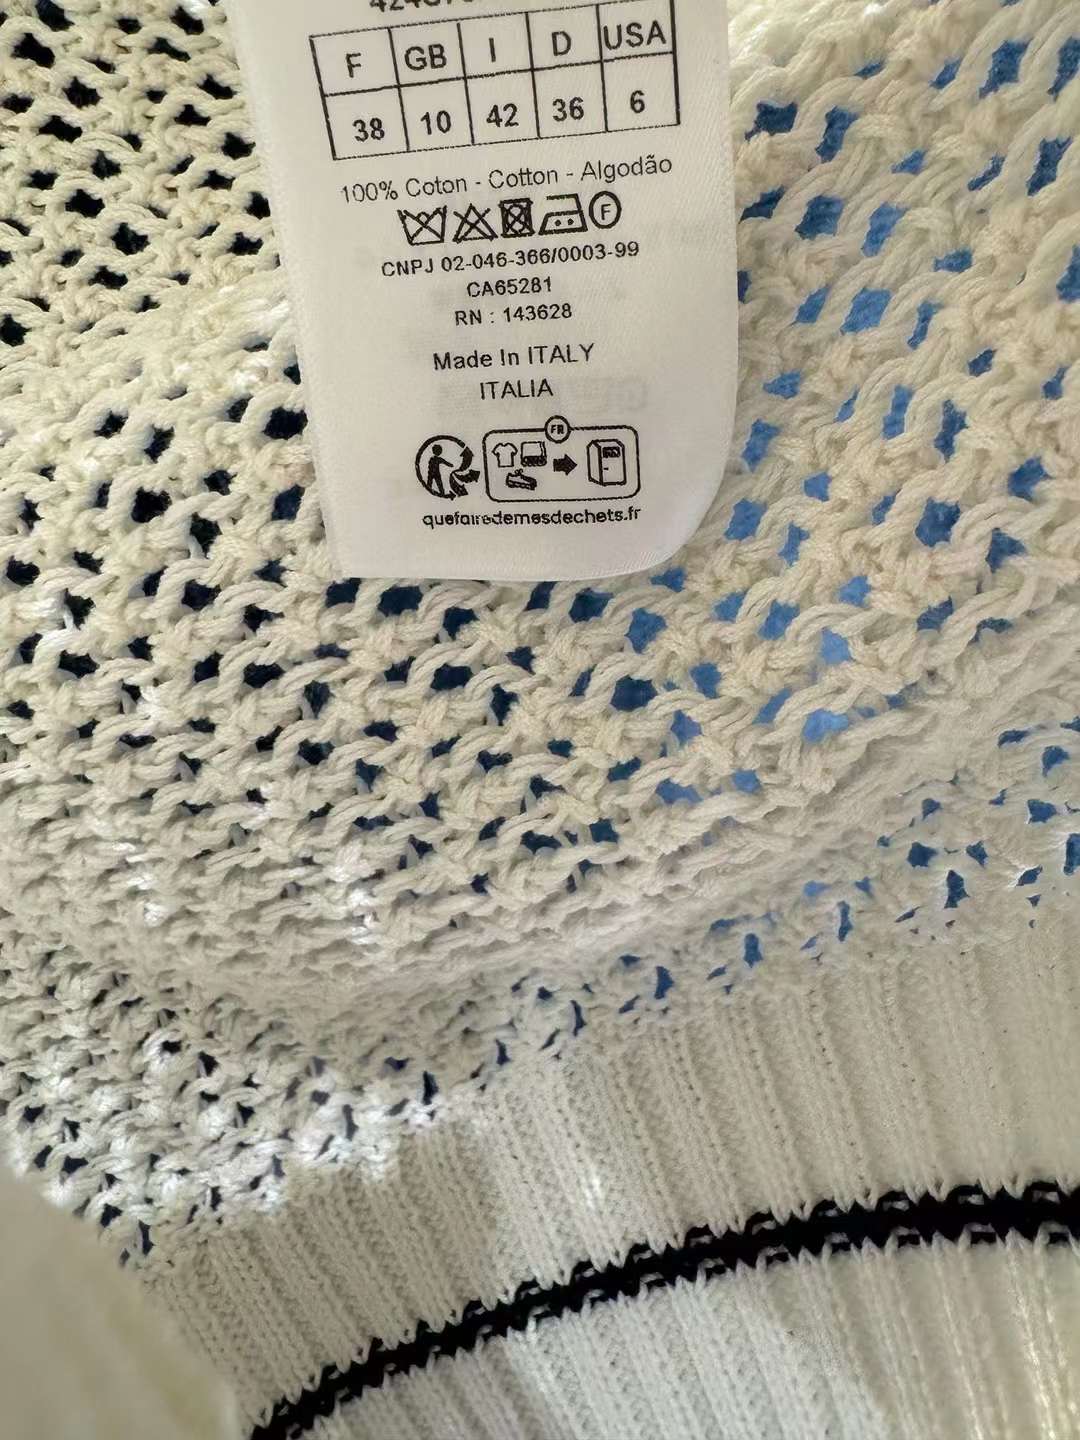 F GB I D USA
38 10 42 36 6
100% Coton - Cotton - Algodão
F
CNPJ 02-046-366/0003-99
CA65281
RN : 143628
Made In ITALY
ITALIA
FR
quefairedemesdechets.fr